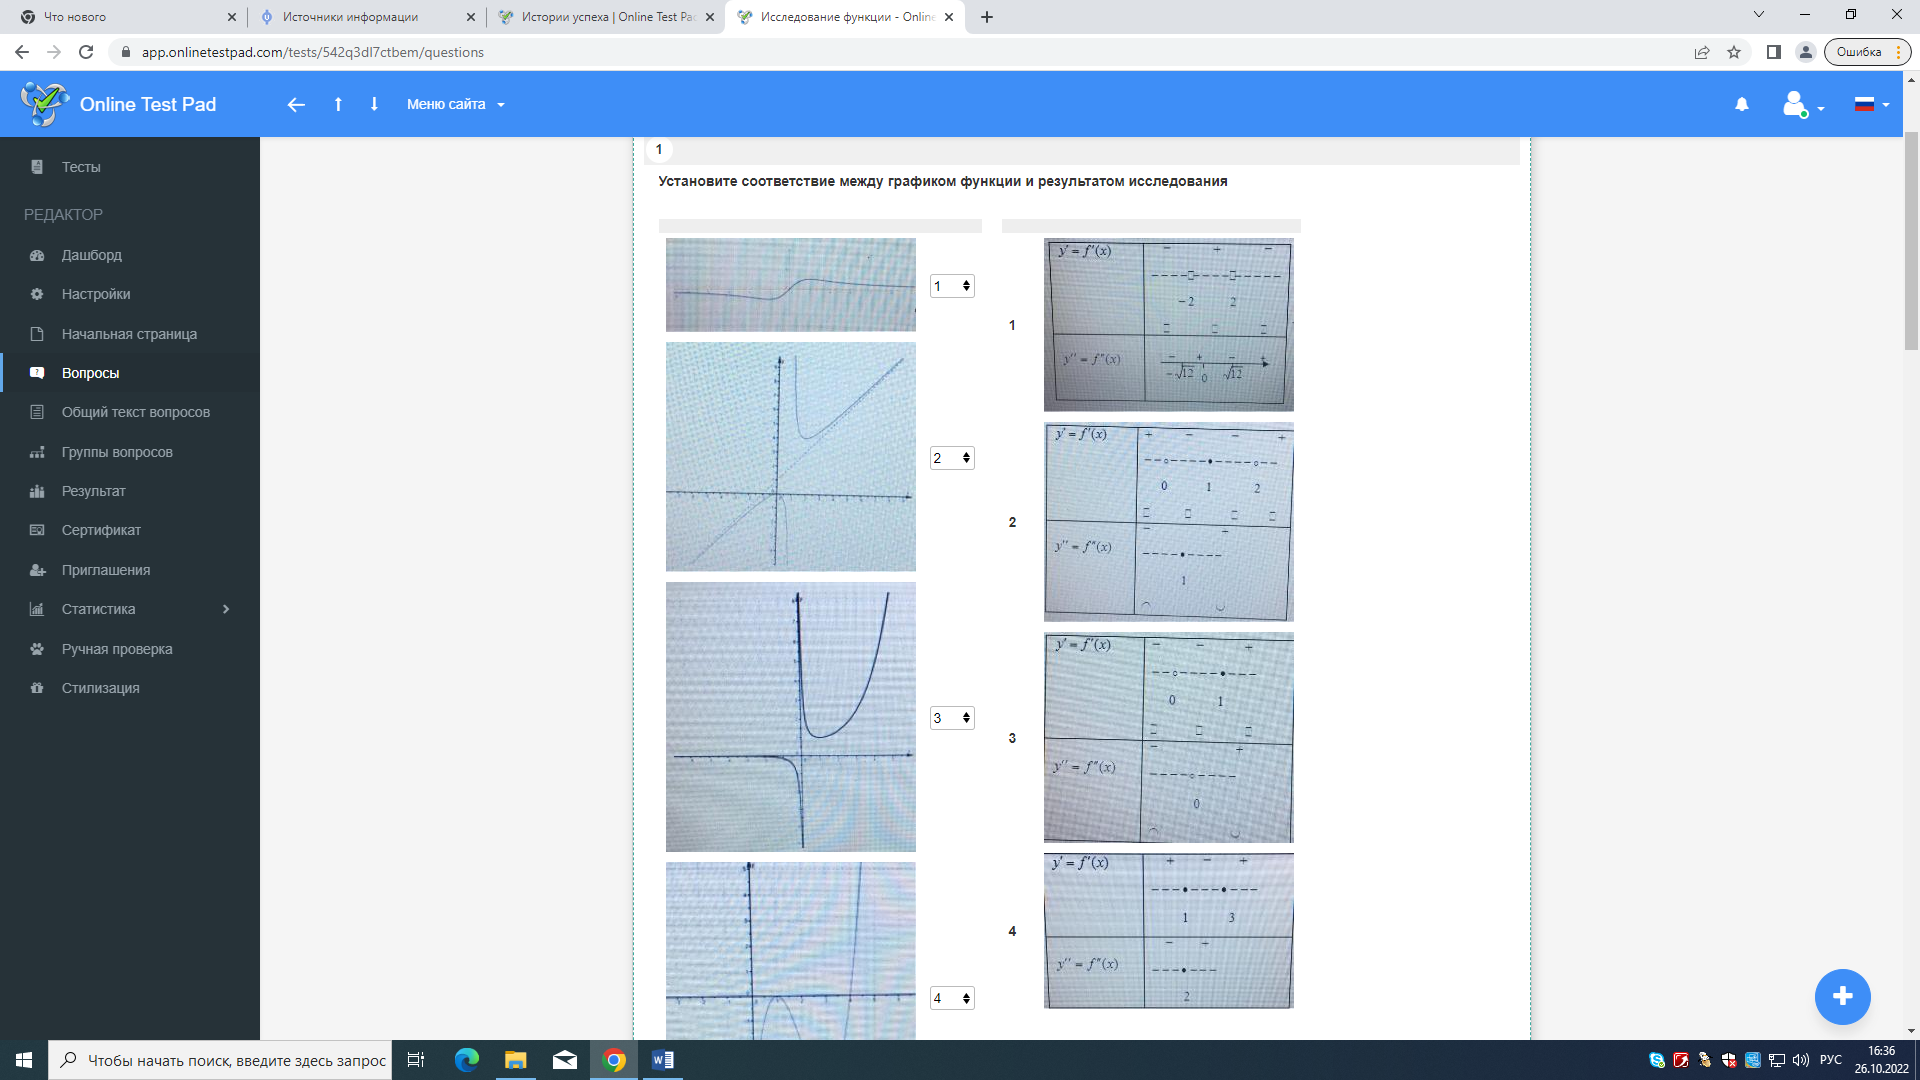 Что нового
Источники информации
Истории успеха | Online Test Pa
Исследование функции - Online
app.onlinetestpad.com/tests/542q3dl7ctbem/questions
Ошибка
Online Test Pad
Меню сайта
Тесты
РЕДАКТОР
Дашборд
Настройки
Начальная страница
Вопросы
Общий текст вопросов
Группы вопросов
Результат
Сертификат
Приглашения
Статистика
Ручная проверка
Стилизация
1
Установите соответствие между графиком функции и результатом исследования
1
2
3
4
1
y' = f'(x) − + −
−2 2
y'' = f''(x) − + − +
−√12 0 √12
2
y' = f'(x) + − − +
0 1 2
y'' = f''(x) − +
1
3
y' = f'(x) − − +
0 1
y'' = f''(x) − +
0
4
y' = f'(x) + − +
1 3
y'' = f''(x) − +
2
Чтобы начать поиск, введите здесь запрос
РУС
16:36
26.10.2022